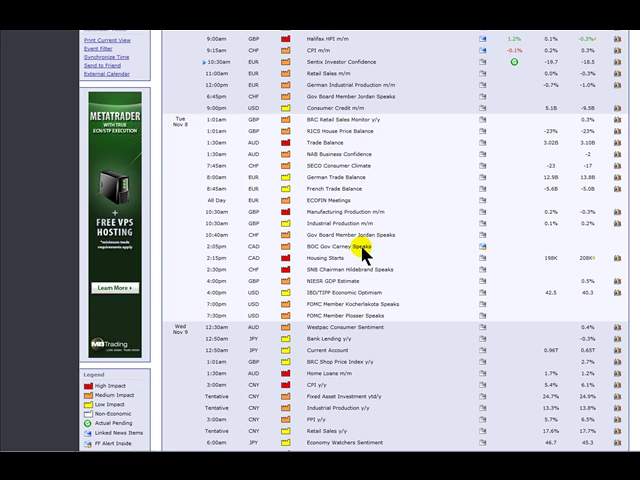 Print Current View
Event Filter
Synchronize Time
Send to Friend
External Calendar
METATRADER
WITH TRUE
ECN/STP EXECUTION
+
FREE VPS
HOSTING
Learn More
MBTrading
Legend
High Impact
Medium Impact
Low Impact
Non-Economic
Actual Pending
Linked News Items
FF Alert Inside
9:00am GBP Halifax HPI m/m 1.2% 0.1% -0.3%
9:15am CHF CPI m/m -0.1% 0.2% 0.3%
10:30am EUR Sentix Investor Confidence -19.7 -18.5
11:00am EUR Retail Sales m/m 0.0% -0.3%
12:00pm EUR German Industrial Production m/m -0.7% -1.0%
6:45pm CHF Gov Board Member Jordan Speaks
9:00pm USD Consumer Credit m/m 5.1B -9.5B
Tue
Nov 8
1:01am GBP BRC Retail Sales Monitor y/y 0.3%
1:01am GBP RICS House Price Balance -23% -23%
1:30am AUD Trade Balance 3.02B 3.10B
1:30am AUD NAB Business Confidence -2
7:45am CHF SECO Consumer Climate -23 -17
8:00am EUR German Trade Balance 12.9B 13.8B
8:45am EUR French Trade Balance -5.6B -5.0B
All Day EUR ECOFIN Meetings
10:30am GBP Manufacturing Production m/m 0.2% -0.3%
10:30am GBP Industrial Production m/m 0.1% 0.2%
10:40am CHF Gov Board Member Jordan Speaks
2:05pm CAD BOC Gov Carney Speaks
2:15pm CAD Housing Starts 198K 208K
2:30pm CHF SNB Chairman Hildebrand Speaks
4:00pm GBP NIESR GDP Estimate 0.5%
4:00pm USD IBD/TIPP Economic Optimism 42.5 40.3
7:00pm USD FOMC Member Kocherlakota Speaks
7:30pm USD FOMC Member Plosser Speaks
Wed
Nov 9
12:30am AUD Westpac Consumer Sentiment 0.4%
12:50am JPY Bank Lending y/y -0.3%
12:50am JPY Current Account 0.96T 0.65T
1:01am GBP BRC Shop Price Index y/y 2.7%
1:30am AUD Home Loans m/m 1.7% 1.2%
3:00am CNY CPI y/y 5.4% 6.1%
Tentative CNY Fixed Asset Investment ytd/y 24.7% 24.9%
Tentative CNY Industrial Production y/y 13.3% 13.8%
Tentative CNY PPI y/y 5.7% 6.5%
Tentative CNY Retail Sales y/y 17.6% 17.7%
6:00am JPY Economy Watchers Sentiment 46.7 45.3